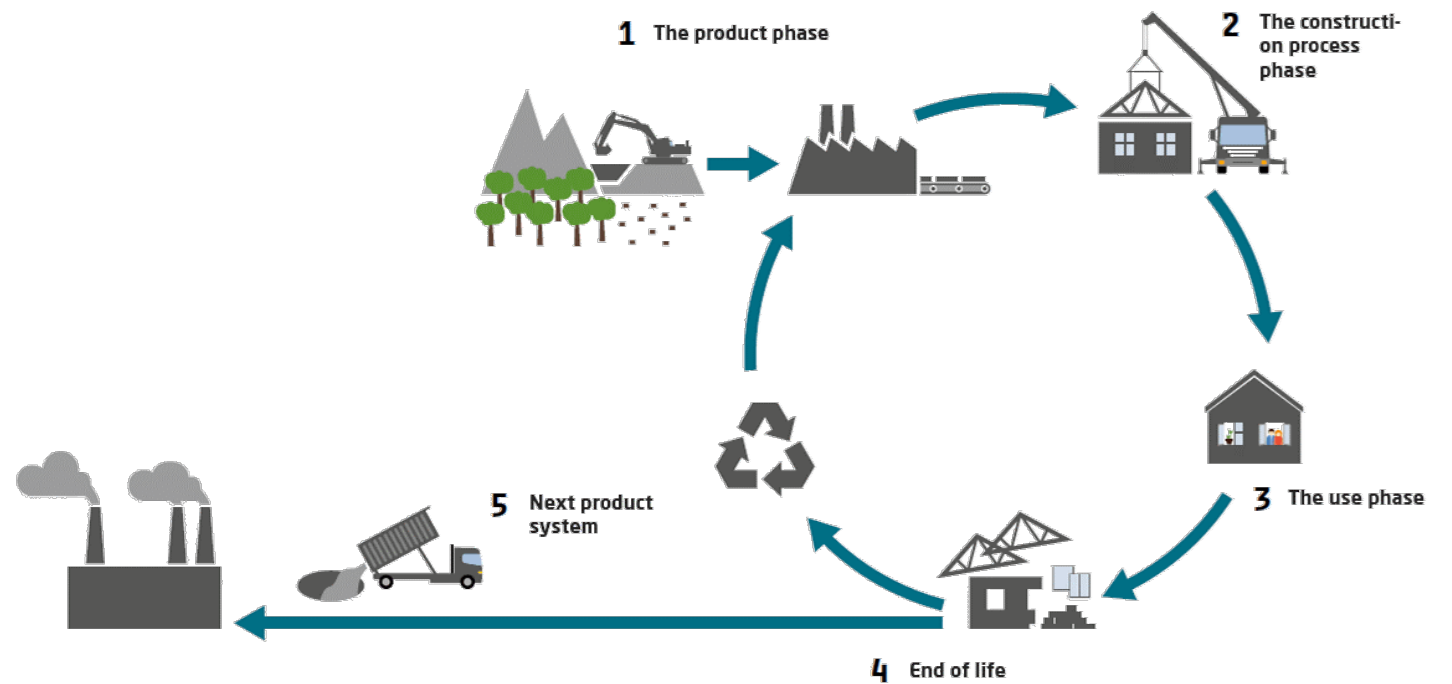 1 The product phase
2 The constructi-
on process
phase
3 The use phase
5 Next product
system
4 End of life